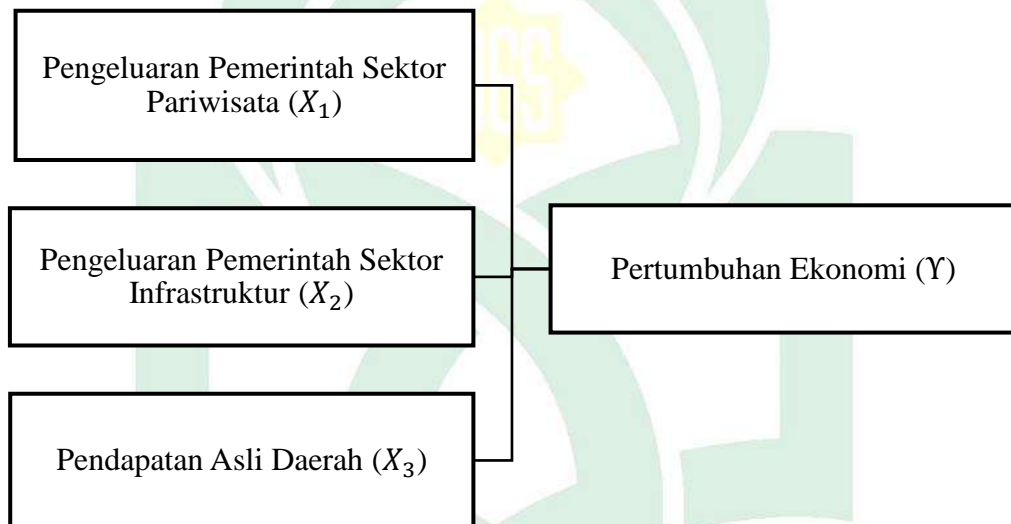 Pengeluaran Pemerintah Sektor
Pariwisata (𝑋₁)
Pengeluaran Pemerintah Sektor
Infrastruktur (𝑋₂)
Pertumbuhan Ekonomi (ϒ)
Pendapatan Asli Daerah (𝑋₃)